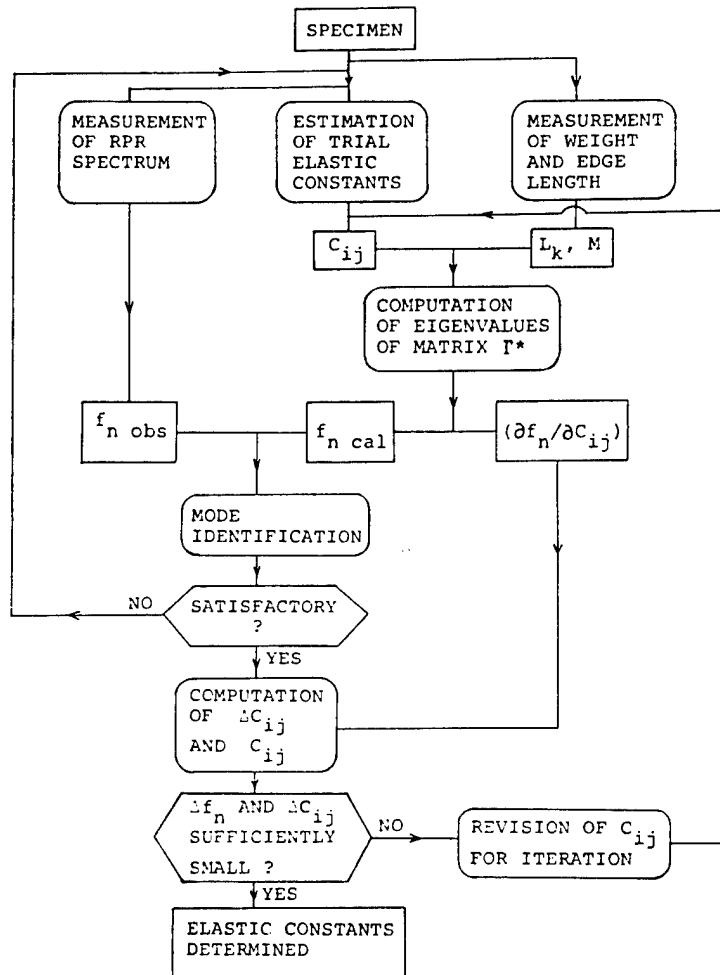 SPECIMEN
MEASUREMENT
OF RPR
SPECTRUM
ESTIMATION
OF TRIAL
ELASTIC
CONSTANTS
MEASUREMENT
OF WEIGHT
AND EDGE
LENGTH
C_ij
L_k, M
COMPUTATION
OF EIGENVALUES
OF MATRIX Γ*
f_n obs
f_n cal
(∂f_n/∂C_ij)
MODE
IDENTIFICATION
NO
SATISFACTORY
?
YES
COMPUTATION
OF ΔC_ij
AND C_ij
Δf_n AND ΔC_ij
SUFFICIENTLY
SMALL ?
NO
REVISION OF C_ij
FOR ITERATION
YES
ELASTIC CONSTANTS
DETERMINED